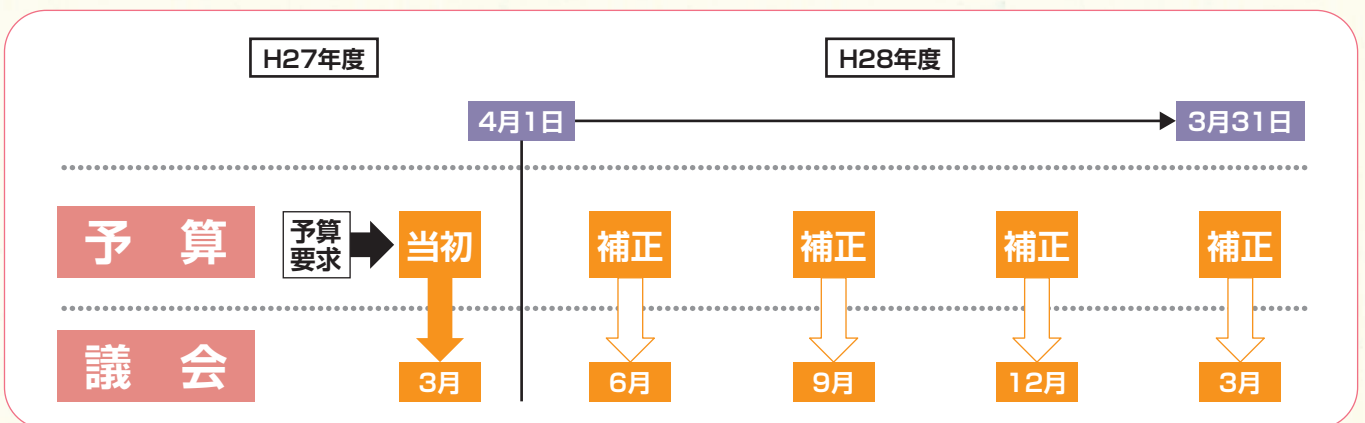 H27年度
H28年度
4月1日
3月31日
予算
予算
要求
当初
補正
補正
補正
補正
議会
3月
6月
9月
12月
3月